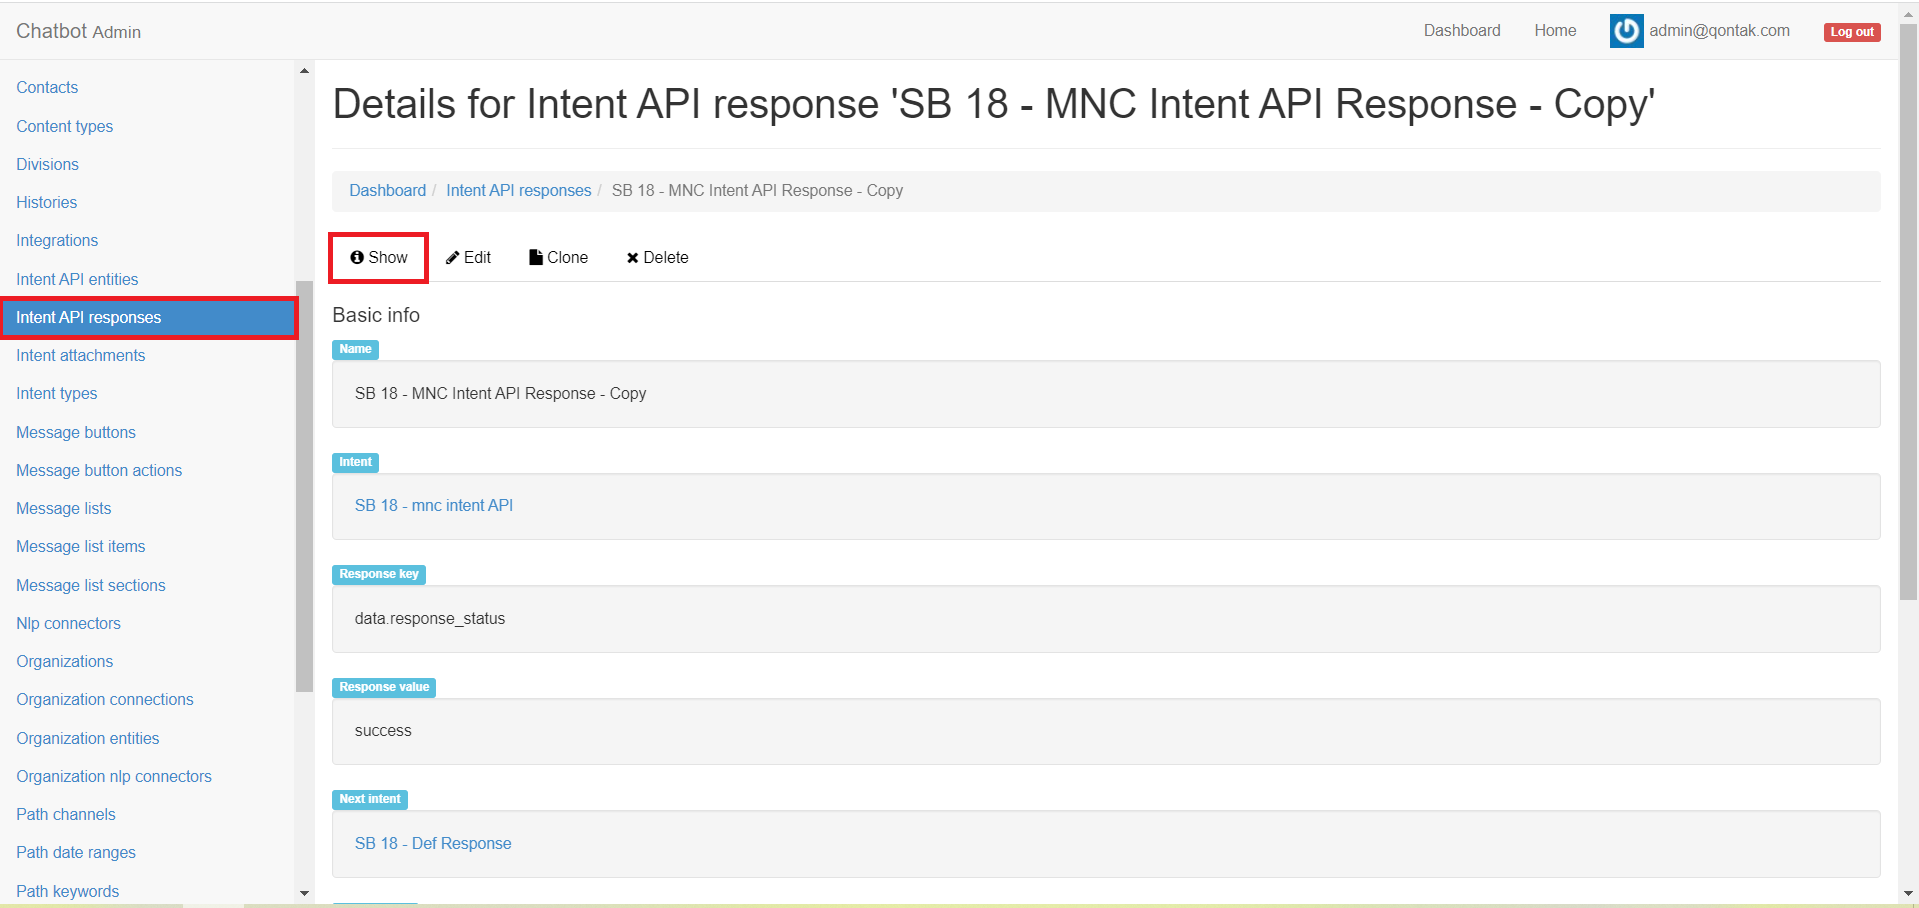 Chatbot Admin
Dashboard
Home
admin@qontak.com
Log out
Contacts
Content types
Divisions
Histories
Integrations
Intent API entities
Intent API responses
Intent attachments
Intent types
Message buttons
Message button actions
Message lists
Message list items
Message list sections
Nlp connectors
Organizations
Organization connections
Organization entities
Organization nlp connectors
Path channels
Path date ranges
Path keywords
Details for Intent API response 'SB 18 - MNC Intent API Response - Copy'
Dashboard / Intent API responses / SB 18 - MNC Intent API Response - Copy
Show
Edit
Clone
Delete
Basic info
Name
SB 18 - MNC Intent API Response - Copy
Intent
SB 18 - mnc intent API
Response key
data.response_status
Response value
success
Next intent
SB 18 - Def Response